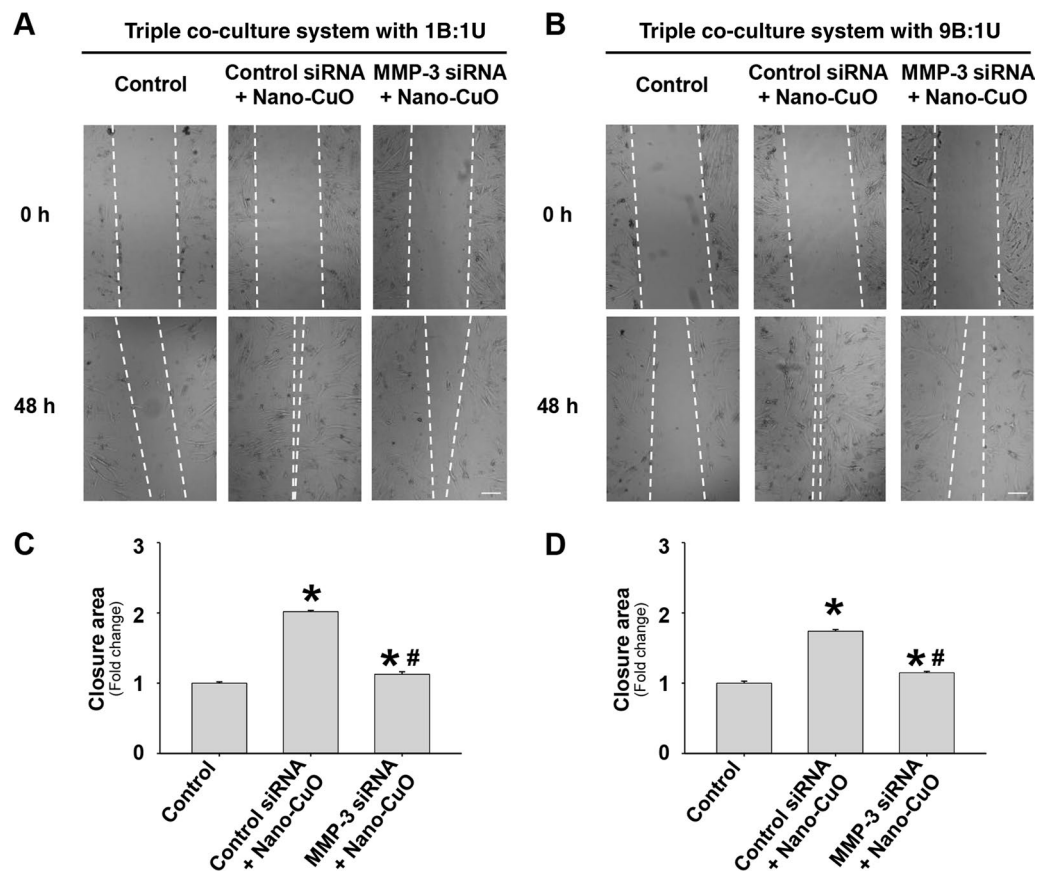 A
Triple co-culture system with 1B:1U
Control
Control siRNA
+ Nano-CuO
MMP-3 siRNA
+ Nano-CuO
0 h
48 h
B
Triple co-culture system with 9B:1U
Control
Control siRNA
+ Nano-CuO
MMP-3 siRNA
+ Nano-CuO
0 h
48 h
C
Closure area
(Fold change)
3
2
1
0
*
* #
Control
Control siRNA
+ Nano-CuO
MMP-3 siRNA
+ Nano-CuO
D
Closure area
(Fold change)
3
2
1
0
*
* #
Control
Control siRNA
+ Nano-CuO
MMP-3 siRNA
+ Nano-CuO